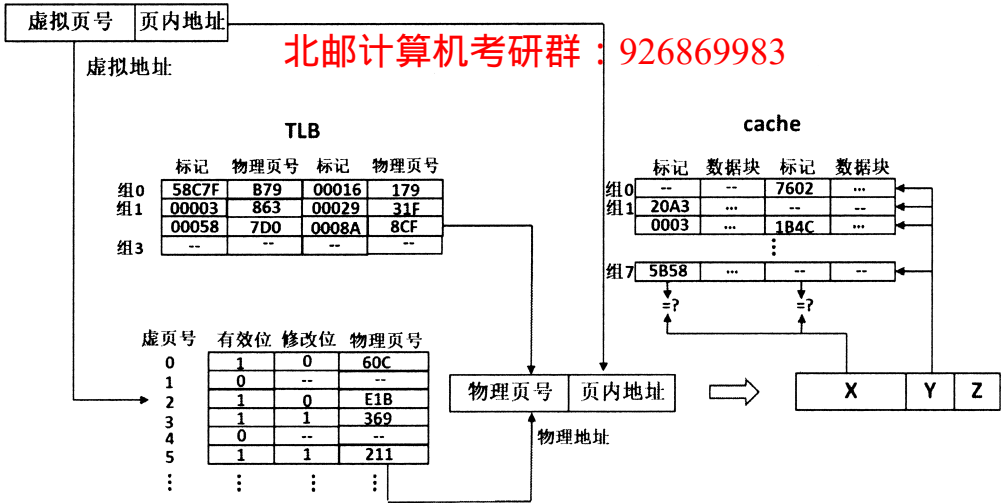 虚拟页号 页内地址
虚拟地址
北邮计算机考研群：926869983
TLB
标记 物理页号 标记 物理页号
组0 58C7F B79 00016 179
组1 00003 863 00029 31F
00058 7D0 0008A 8CF
组3 -- -- -- --
cache
标记 数据块 标记 数据块
组0 -- -- 7602 ...
组1 20A3 ... -- --
0003 ... 1B4C ...
⋮
组7 5B58 ... -- --
=? =?
虚页号 有效位 修改位 物理页号
0 1 0 60C
1 0 -- --
2 1 0 E1B
3 1 1 369
4 0 -- --
5 1 1 211
⋮ ⋮ ⋮ ⋮
物理页号 页内地址
物理地址
X Y Z